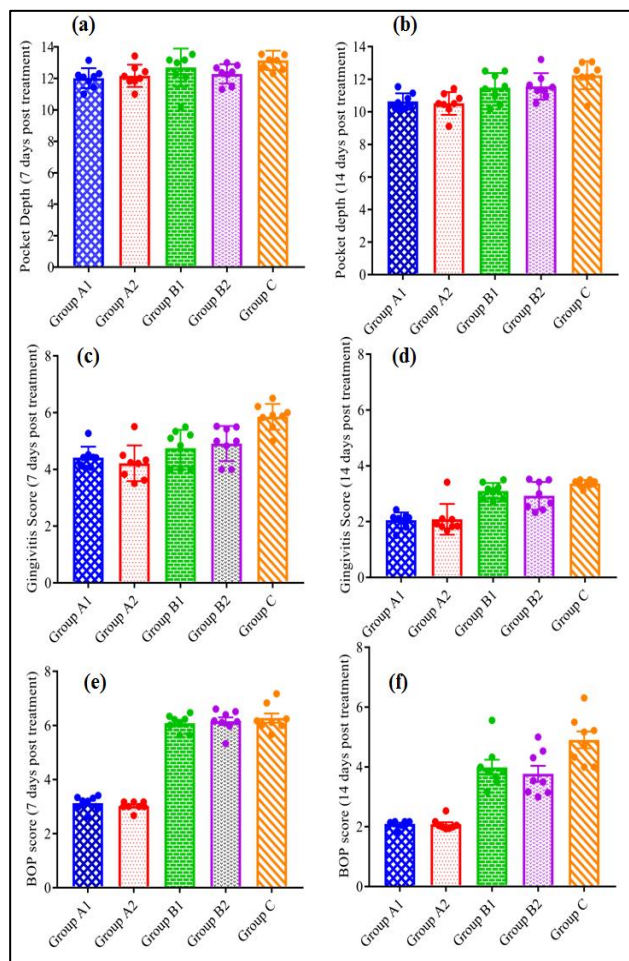 (a)
Pocket Depth (7 days post treatment)
14
12
10
8
6
4
2
0
Group A1
Group A2
Group B1
Group B2
Group C
(b)
Pocket depth (14 days post treatment)
14
12
10
8
6
4
2
0
Group A1
Group A2
Group B1
Group B2
Group C
(c)
Gingivitis Score (7 days post treatment)
8
6
4
2
0
Group A1
Group A2
Group B1
Group B2
Group C
(d)
Gingivitis Score (14 days post treatment)
8
6
4
2
0
Group A1
Group A2
Group B1
Group B2
Group C
(e)
BOP score (7 days post treatment)
8
6
4
2
0
Group A1
Group A2
Group B1
Group B2
Group C
(f)
BOP score (14 days post treatment)
8
6
4
2
0
Group A1
Group A2
Group B1
Group B2
Group C